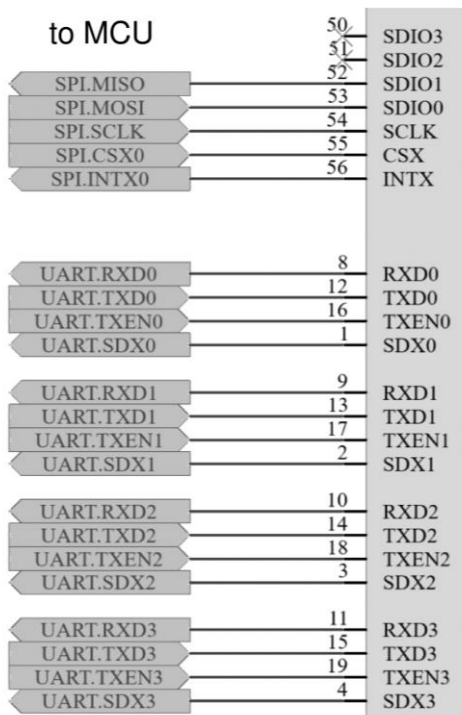 to MCU
50 SDIO3
51 SDIO2
SPI.MISO 52 SDIO1
SPI.MOSI 53 SDIO0
SPI.SCLK 54 SCLK
SPI.CSX0 55 CSX
SPI.INTX0 56 INTX
UART.RXD0 8 RXD0
UART.TXD0 12 TXD0
UART.TXEN0 16 TXEN0
UART.SDX0 1 SDX0
UART.RXD1 9 RXD1
UART.TXD1 13 TXD1
UART.TXEN1 17 TXEN1
UART.SDX1 2 SDX1
UART.RXD2 10 RXD2
UART.TXD2 14 TXD2
UART.TXEN2 18 TXEN2
UART.SDX2 3 SDX2
UART.RXD3 11 RXD3
UART.TXD3 15 TXD3
UART.TXEN3 19 TXEN3
UART.SDX3 4 SDX3